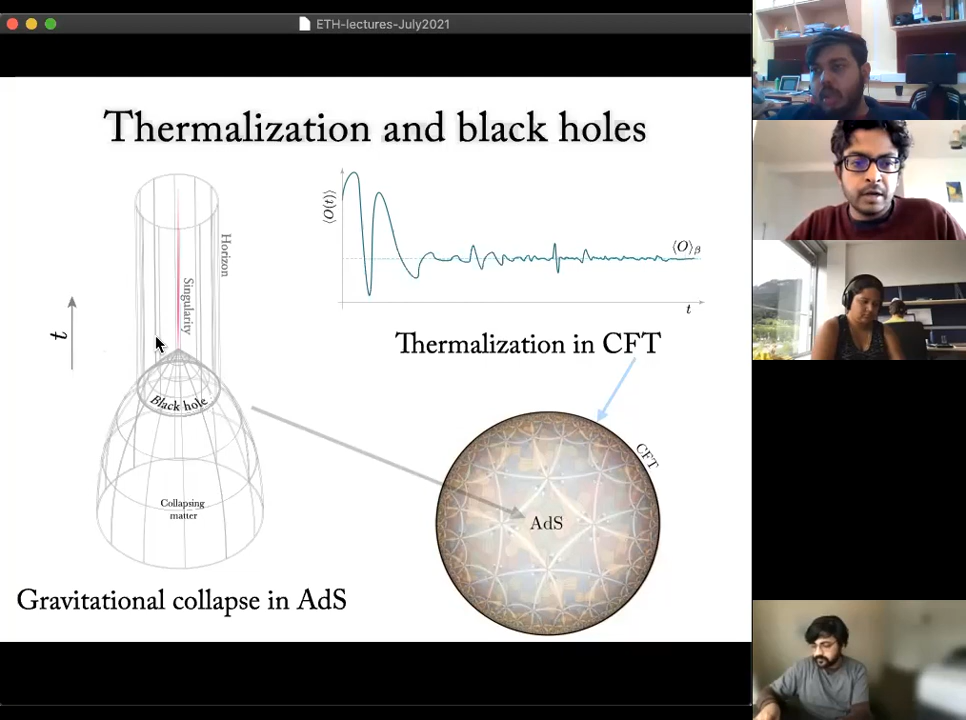 ETH-lectures-July2021
Thermalization and black holes
Horizon
Singularity
t
Black hole
Collapsing
matter
Gravitational collapse in AdS
⟨O(t)⟩
⟨O⟩β
t
Thermalization in CFT
CFT
AdS